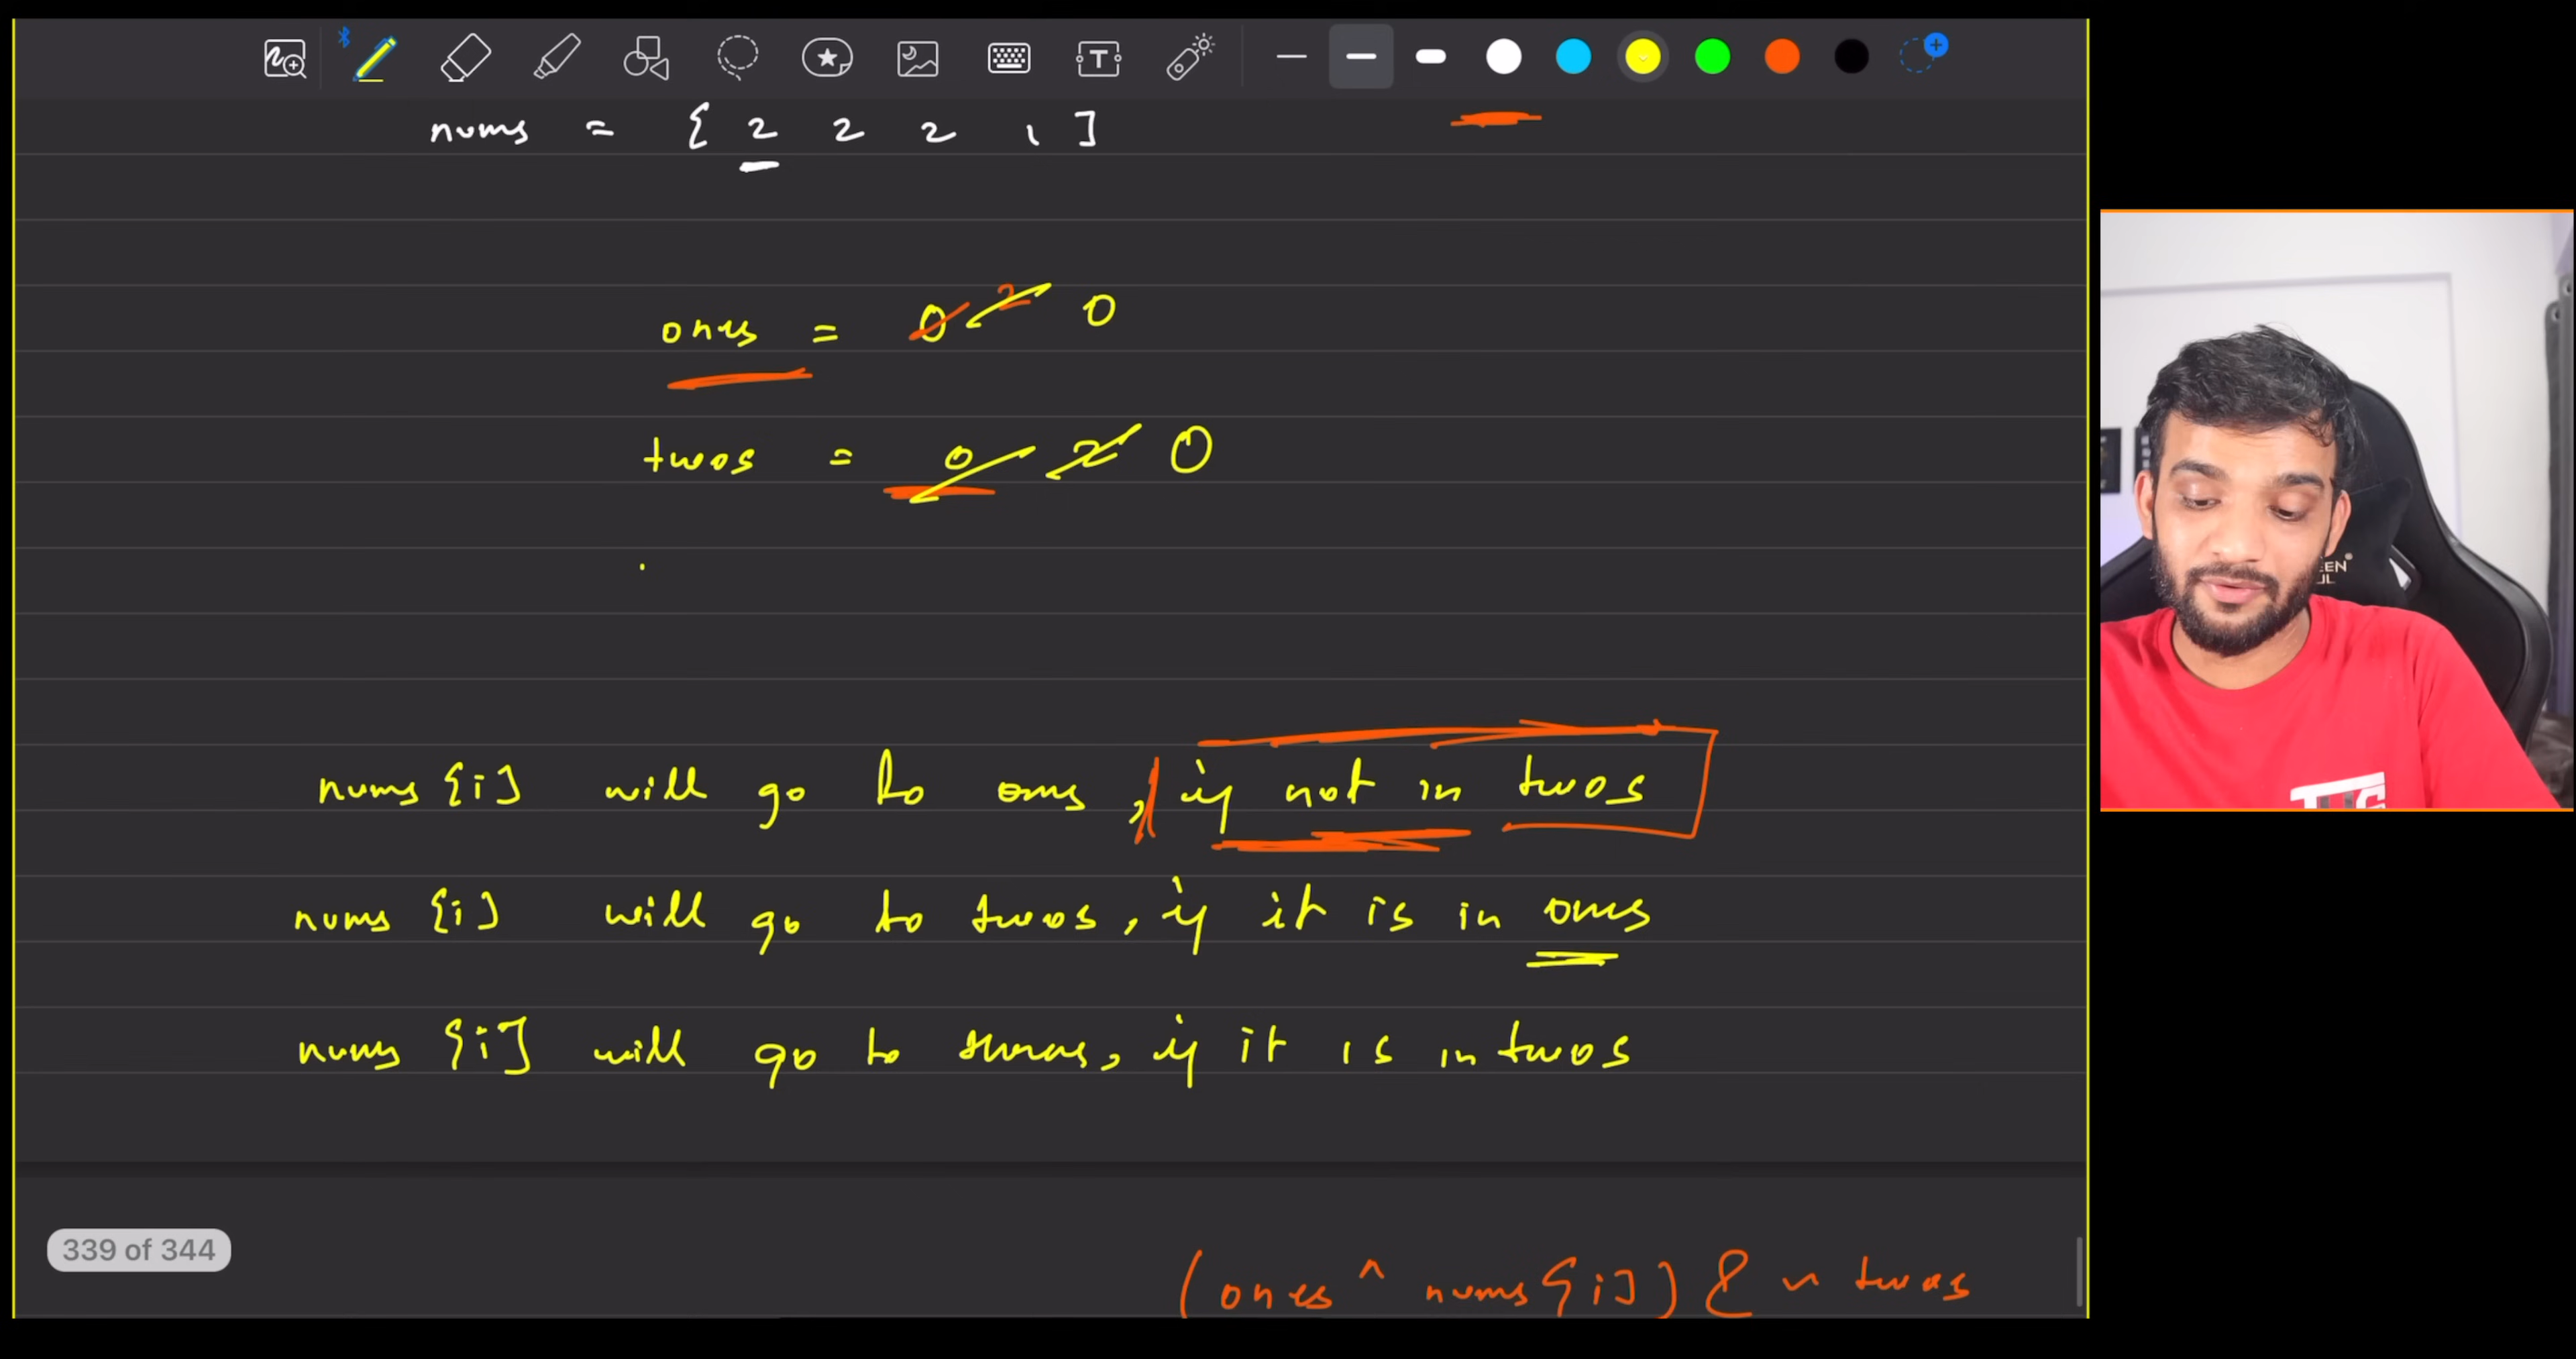 T
nums = { 2 2 2 1 ]
ones = 0 2 0
twos = 0 2 0
nums {i] will go to ones, if not in twos
nums {i] will go to twos, if it is in ones
nums {i] will go to threes, if it is in twos
339 of 344
(ones ^ nums{i]) & ~ twos